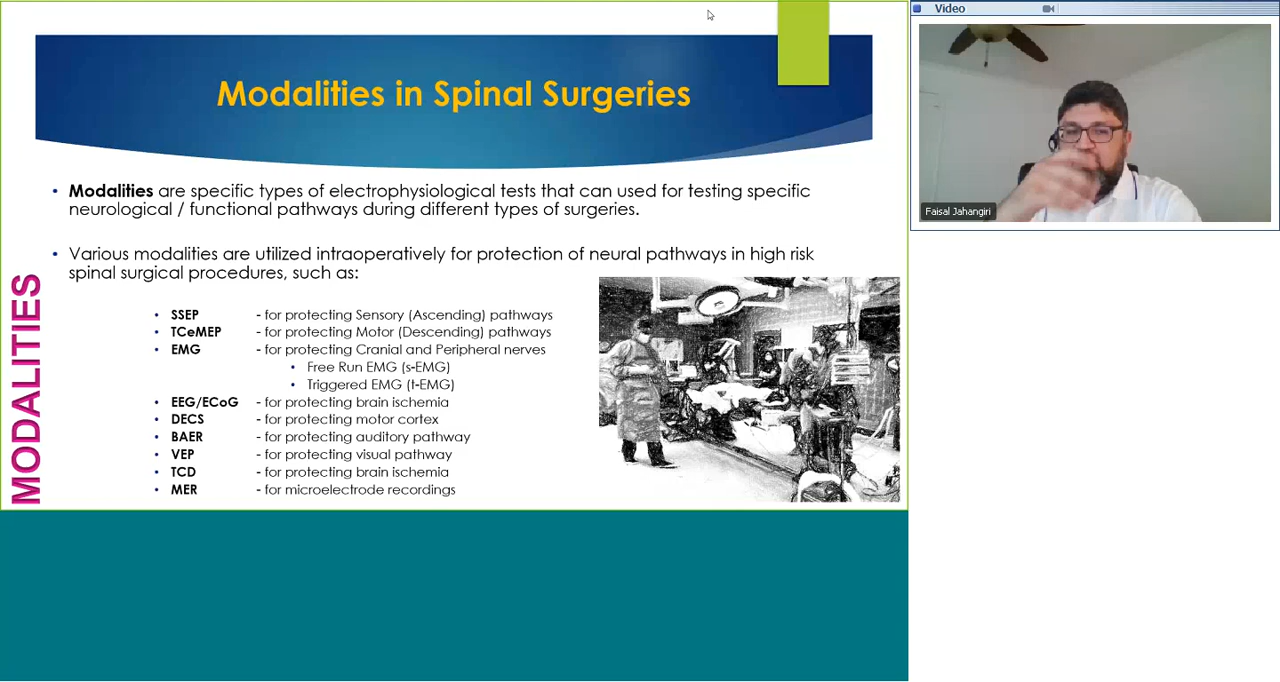 Modalities in Spinal Surgeries
• Modalities are specific types of electrophysiological tests that can used for testing specific
neurological / functional pathways during different types of surgeries.
• Various modalities are utilized intraoperatively for protection of neural pathways in high risk
spinal surgical procedures, such as:
• SSEP - for protecting Sensory (Ascending) pathways
• TCeMEP - for protecting Motor (Descending) pathways
• EMG - for protecting Cranial and Peripheral nerves
• Free Run EMG (s-EMG)
• Triggered EMG (t-EMG)
• EEG/ECoG - for protecting brain ischemia
• DECS - for protecting motor cortex
• BAER - for protecting auditory pathway
• VEP - for protecting visual pathway
• TCD - for protecting brain ischemia
• MER - for microelectrode recordings
MODALITIES
Video
Faisal Jahangiri